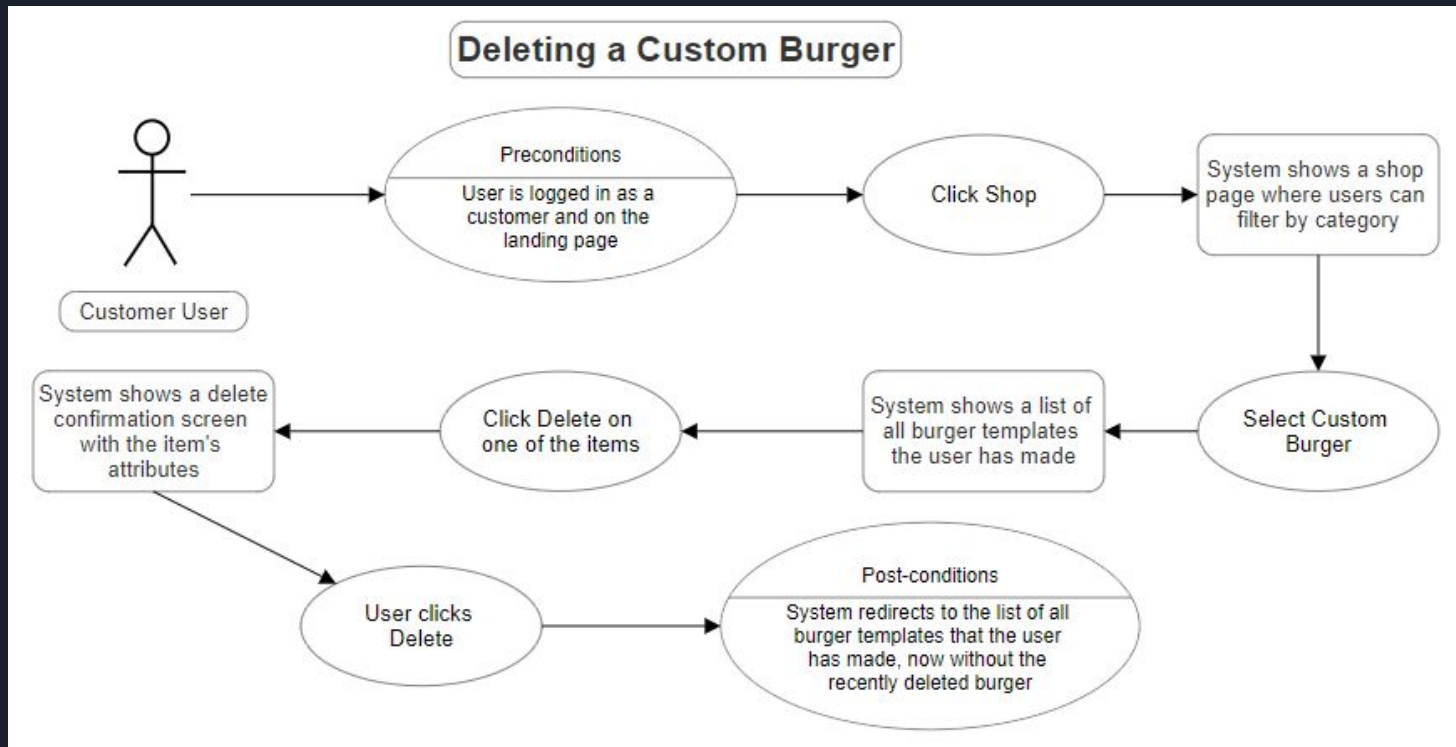 Deleting a Custom Burger
Preconditions
User is logged in as a
customer and on the
landing page
Click Shop
System shows a shop
page where users can
filter by category
Customer User
Select Custom
Burger
System shows a list of
all burger templates
the user has made
Click Delete on
one of the items
System shows a delete
confirmation screen
with the item's
attributes
User clicks
Delete
Post-conditions
System redirects to the list of all
burger templates that the user
has made, now without the
recently deleted burger